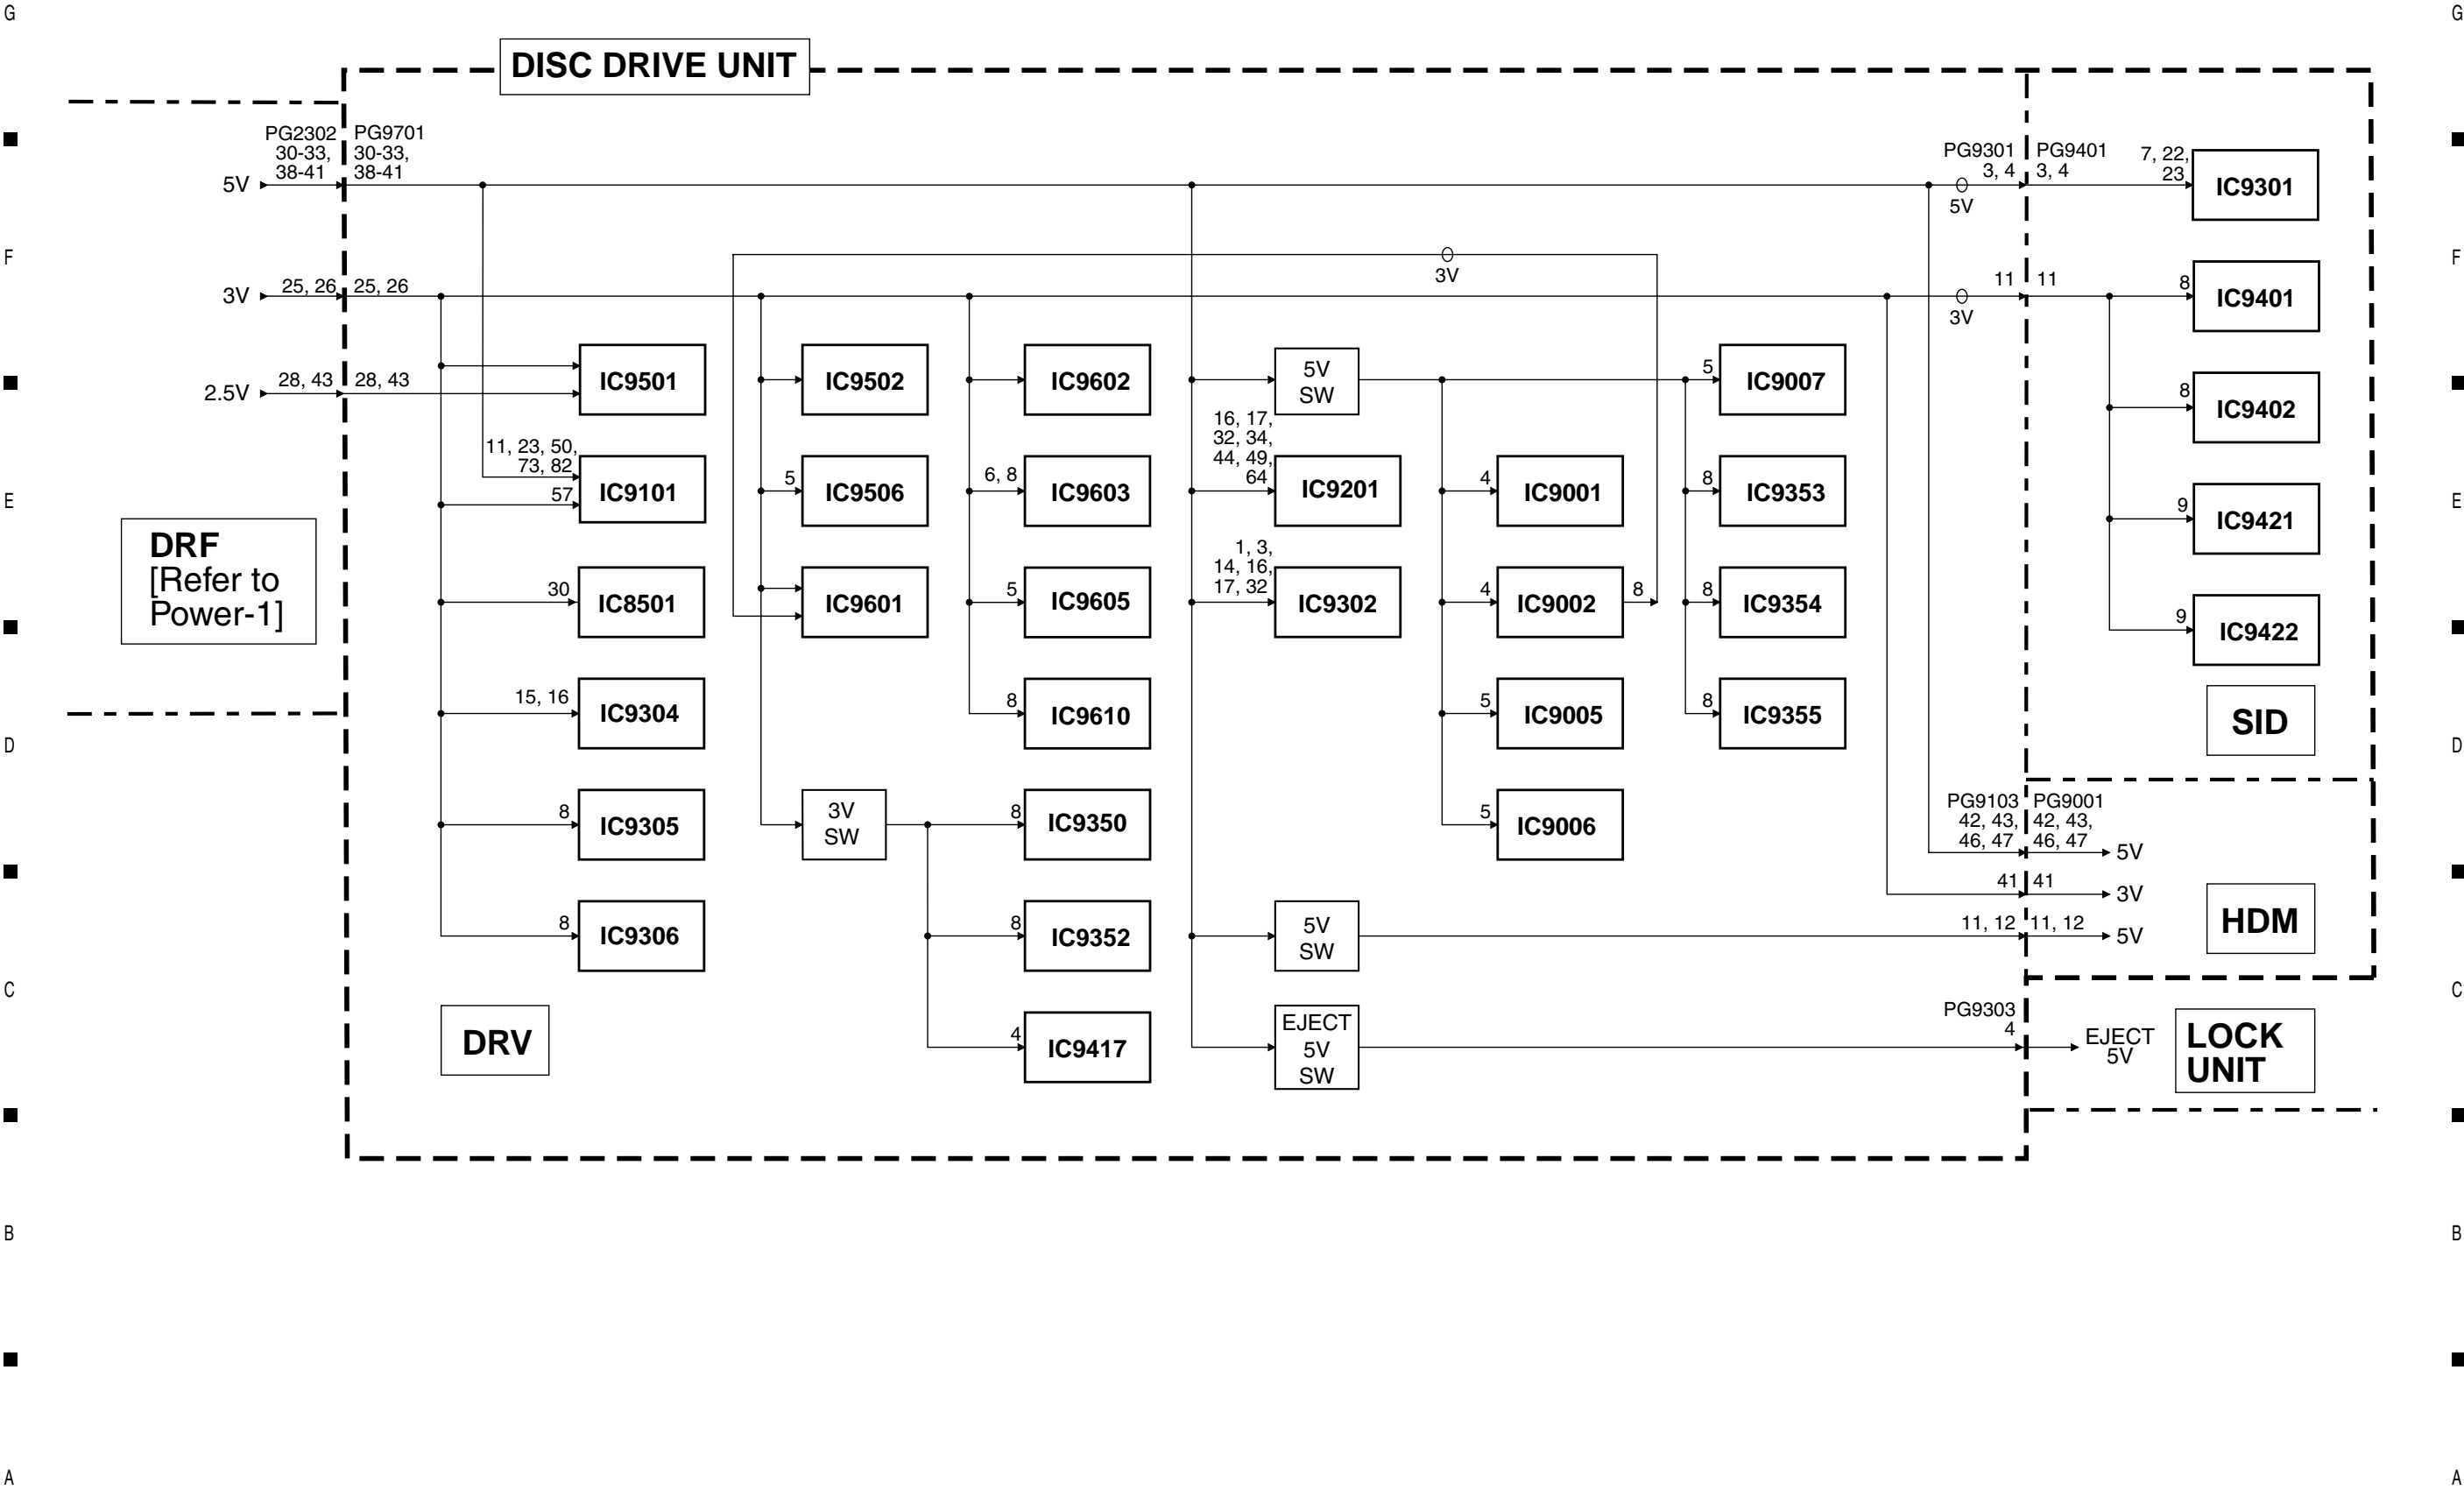 G G
DISC DRIVE UNIT
PG2302 PG9701
30-33, 30-33,
38-41 38-41
5V
PG9301 PG9401
3, 4 3, 4
7, 22,
23
IC9301
5V
F F
3V
3V 25, 26 25, 26
11 11
3V
8 IC9401
2.5V 28, 43 28, 43
IC9501
IC9502
IC9602
5V
SW
5 IC9007
8 IC9402
11, 23, 50,
73, 82
57
IC9101
5 IC9506
6, 8 IC9603
16, 17,
32, 34,
44, 49,
64
IC9201
4 IC9001
8 IC9353
9 IC9421
E E
DRF
[Refer to
Power-1]
30 IC8501
IC9601
5 IC9605
1, 3,
14, 16,
17, 32
IC9302
4 IC9002 8
8 IC9354
9 IC9422
15, 16 IC9304
8 IC9610
5 IC9005
8 IC9355
SID
D D
8 IC9305
3V
SW
8 IC9350
5 IC9006
PG9103 PG9001
42, 43, 42, 43,
46, 47 46, 47
5V
41 41 3V
8 IC9306
8 IC9352
5V
SW
11, 12 11, 12 5V
HDM
C C
DRV
4 IC9417
EJECT
5V
SW
PG9303
4
EJECT
5V
LOCK
UNIT
B B
A A